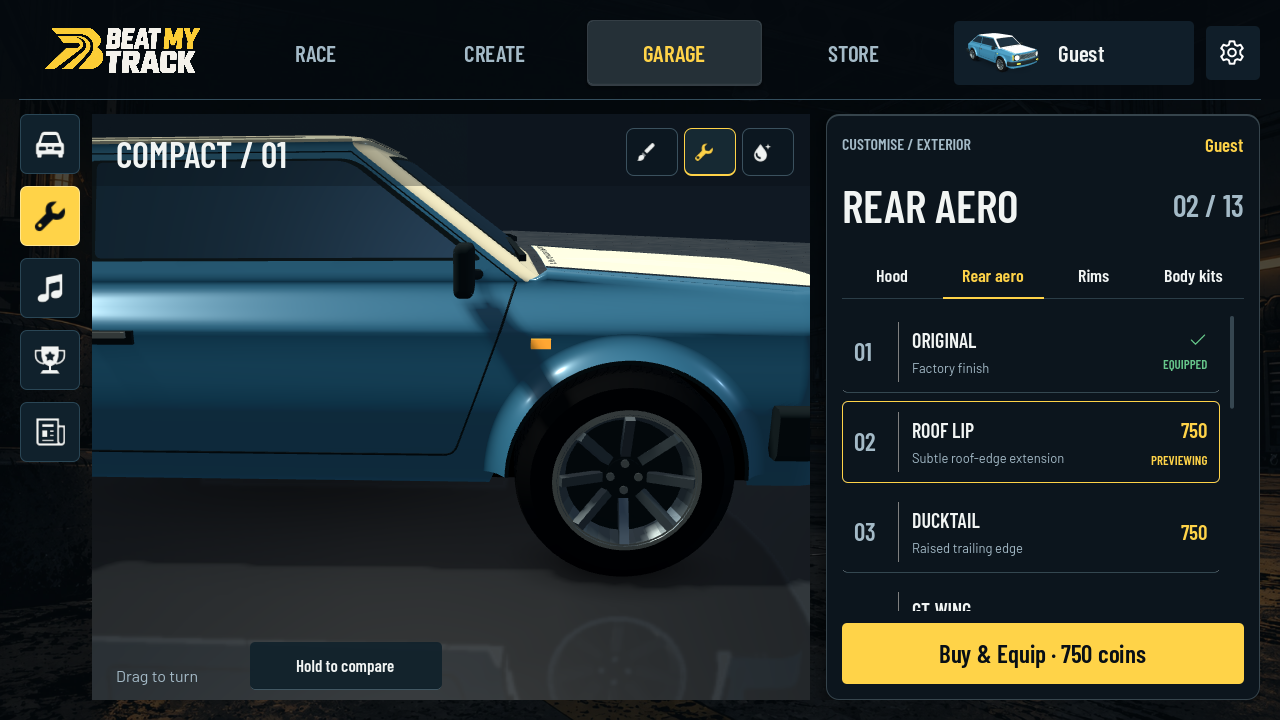 BEAT MY
TRACK
RACE
CREATE
GARAGE
STORE
Guest
COMPACT / 01
Drag to turn
Hold to compare
CUSTOMISE / EXTERIOR
Guest
REAR AERO
02 / 13
Hood
Rear aero
Rims
Body kits
01
ORIGINAL
Factory finish
EQUIPPED
02
ROOF LIP
Subtle roof-edge extension
750
PREVIEWING
03
DUCKTAIL
Raised trailing edge
750
GT WING
Buy & Equip · 750 coins